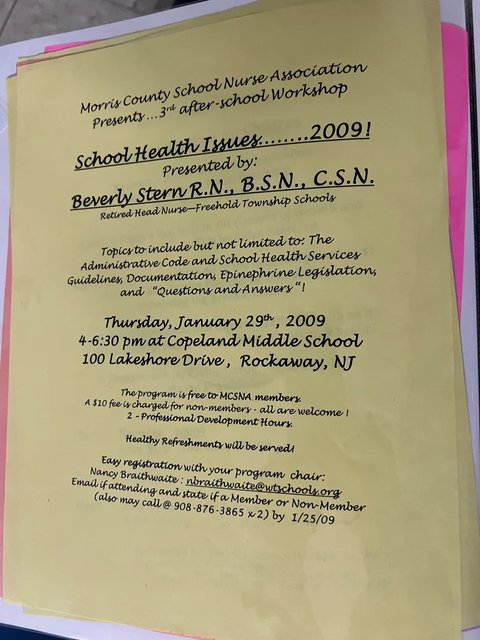 Morris County School Nurse Association
Presents ...3rd after-school Workshop
School Health Issues........2009!
Presented by:
Beverly Stern R.N., B.S.N., C.S.N.
Retired Head Nurse—Freehold Township Schools
Topics to include but not limited to: The
Administrative Code and School Health Services
Guidelines, Documentation, Epinephrine Legislation,
and "Questions and Answers"!
Thursday, January 29th, 2009
4-6:30 pm at Copeland Middle School
100 Lakeshore Drive, Rockaway, NJ
The program is free to MCSNA members.
A $10 fee is charged for non-members - all are welcome!
2 - Professional Development Hours.
Healthy Refreshments will be served!
Easy registration with your program chair:
Nancy Braithwaite : nbraithwaite@wtschools.org
Email if attending and state if a Member or Non-Member
(also may call @ 908-876-3865 x 2) by 1/25/09